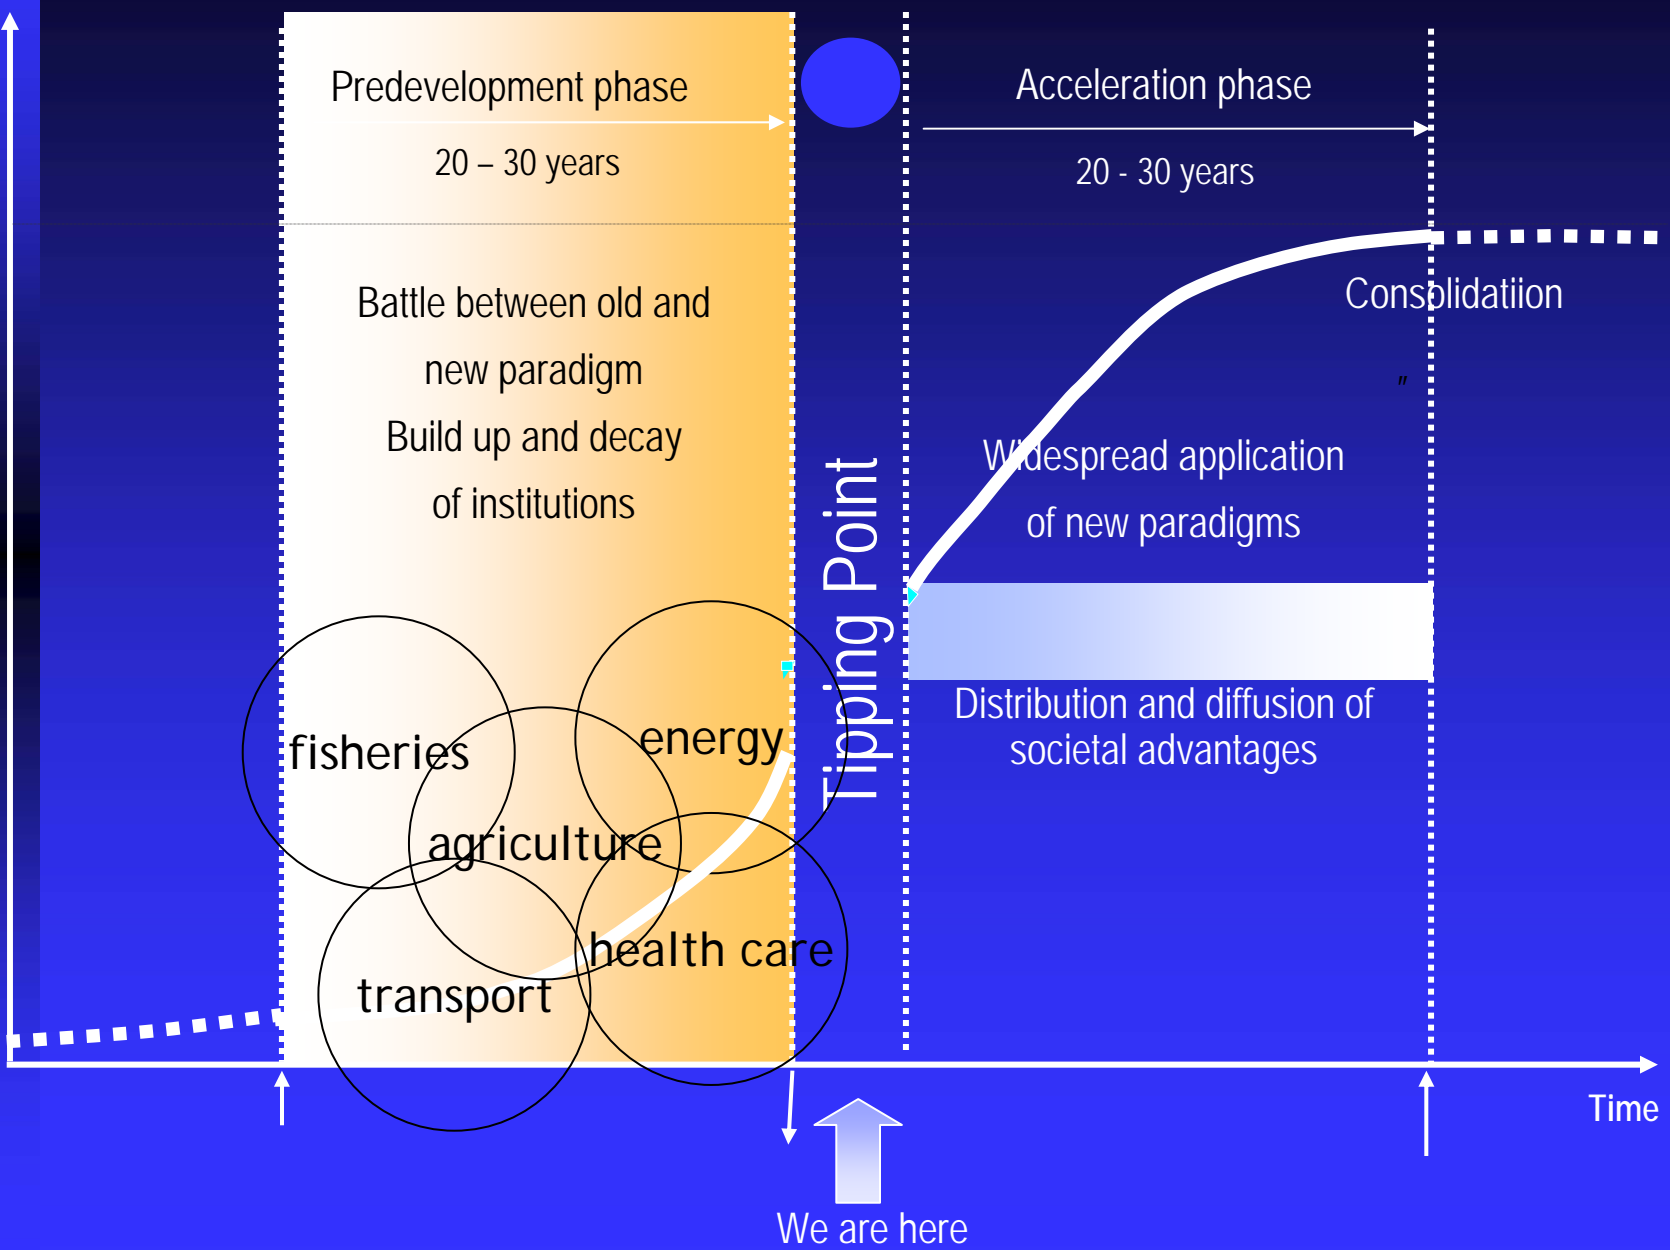 Predevelopment phase
20 – 30 years
Acceleration phase
20 - 30 years
Battle between old and
new paradigm
Build up and decay
of institutions
Tipping Point
Consolidatiion
"
Widespread application
of new paradigms
Distribution and diffusion of
societal advantages
fisheries
energy
agriculture
health care
transport
Time
We are here